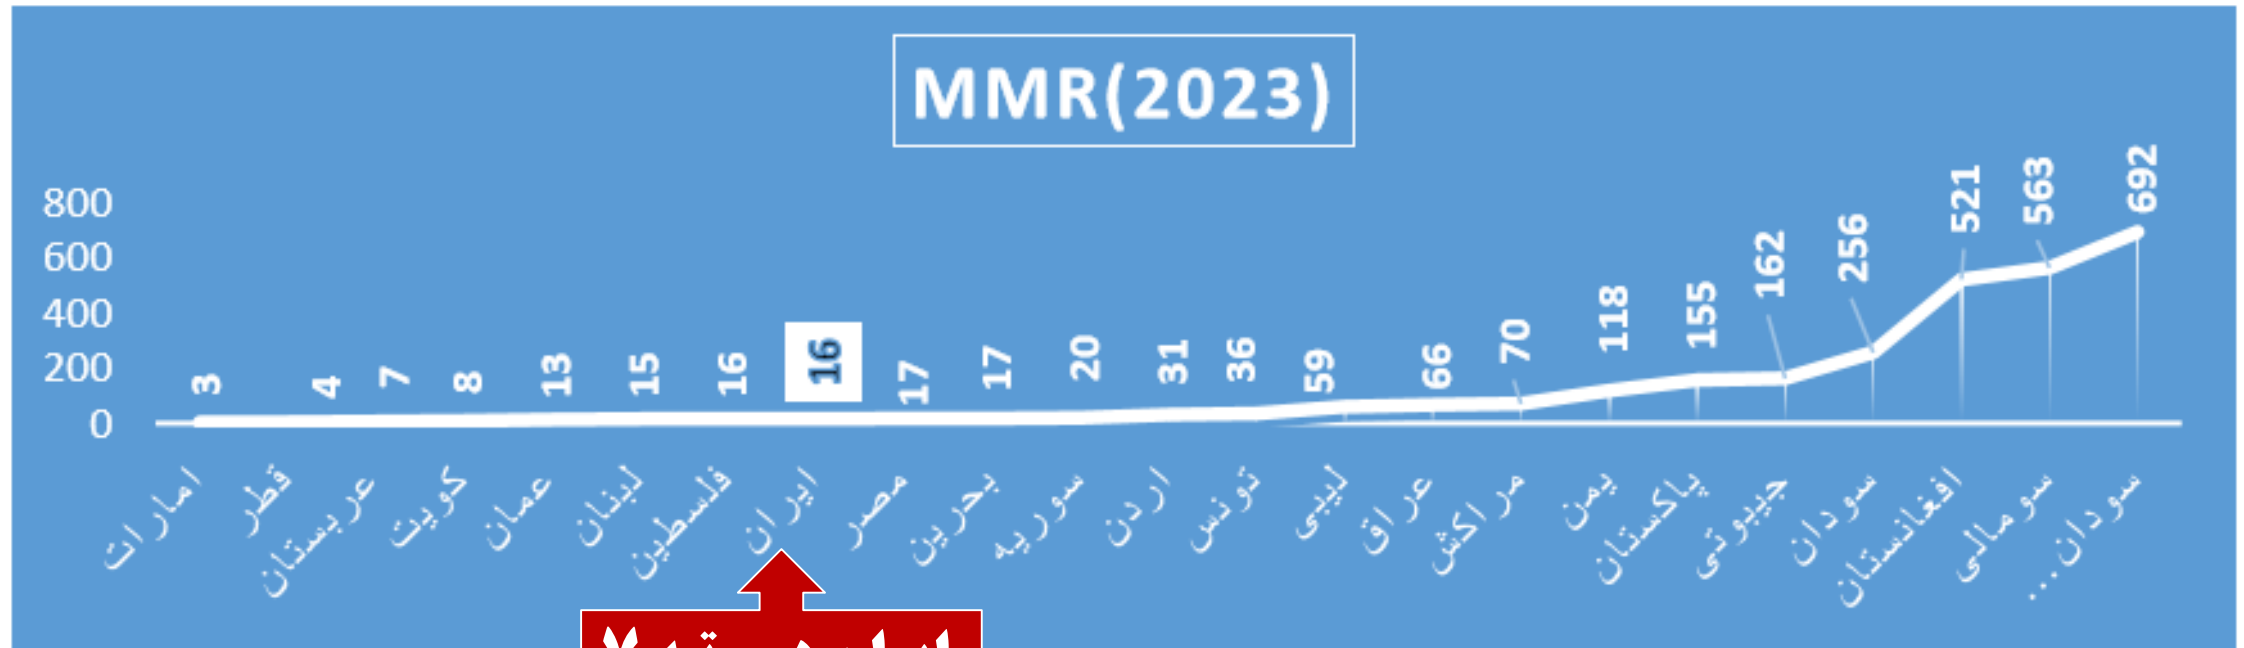 MMR(2023)
800
600
400
200
0
3
4
7
8
13
15
16
16
17
17
20
31
36
59
66
70
118
155
162
256
521
563
692
امارات
قطر
عربستان
کویت
عمان
لبنان
فلسطین
ایران
مصر
بحرین
سوریه
اردن
تونس
لیبی
عراق
مراکش
یمن
پاکستان
جیبوتی
سودان
افغانستان
سومالی
سودان...